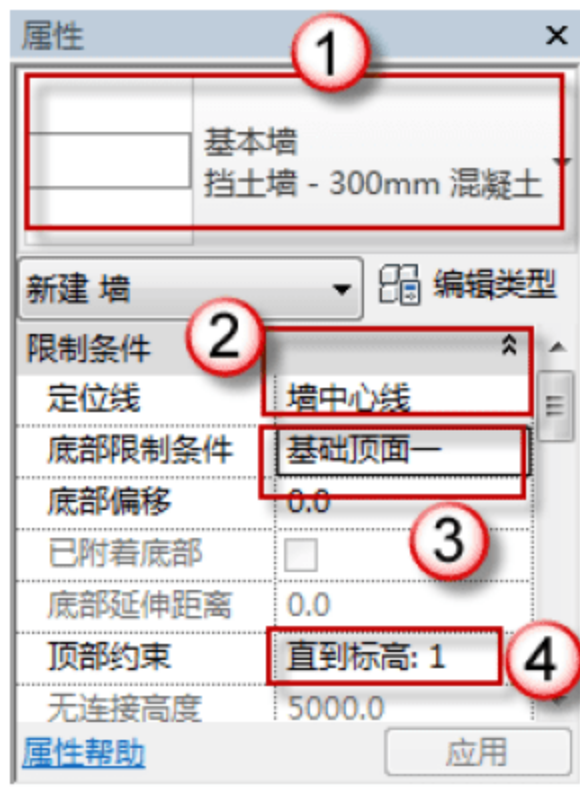 属性 ×
1
基本墙
挡土墙 - 300mm 混凝土
新建 墙 编辑类型
2
限制条件
定位线 墙中心线
底部限制条件 基础顶面一
底部偏移 0.0
3
已附着底部
底部延伸距离 0.0
顶部约束 直到标高: 1
4
无连接高度 5000.0
属性帮助 应用